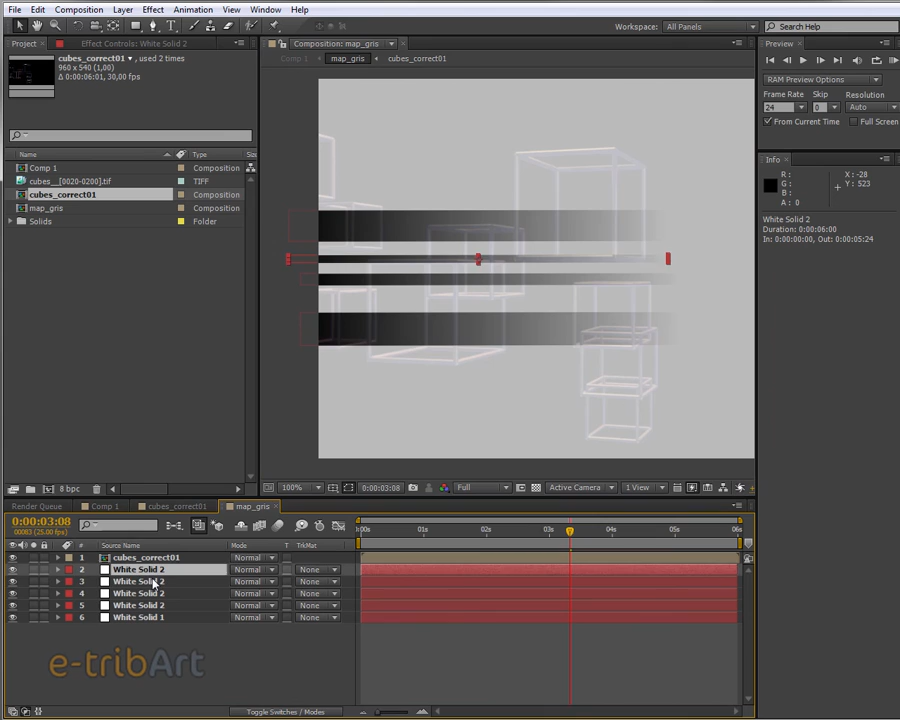 File Edit Composition Layer Effect Animation View Window Help
Workspace: All Panels Search Help
Project Effect Controls: White Solid 2
Composition: map_gris
Preview
cubes_correct01 , used 2 times
960 x 540 (1,00)
Δ 0:00:06:01, 30,00 fps
Comp 1 map_gris cubes_correct01
RAM Preview Options
Frame Rate Skip Resolution
24 0 Auto
From Current Time Full Screen
Name Type Siz
Comp 1 Composition
cubes__[0020-0200].tif TIFF
cubes_correct01 Composition
map_gris Composition
Solids Folder
Info
R :
G :
B :
A : 0
X : -28
Y : 523
White Solid 2
Duration: 0:00:06:00
In: 0:00:00:00, Out: 0:00:05:24
8 bpc
100% 0:00:03:08 Full Active Camera 1 View
Render Queue Comp 1 cubes_correct01 map_gris
0:00:03:08
00083 (25.00 fps)
:00s 01s 02s 03s 04s 05s 06s
# Source Name Mode T TrkMat
1 cubes_correct01 Normal
2 White Solid 2 Normal None
3 White Solid 2 Normal None
4 White Solid 2 Normal None
5 White Solid 2 Normal None
6 White Solid 1 Normal None
e-tribArt
Toggle Switches / Modes